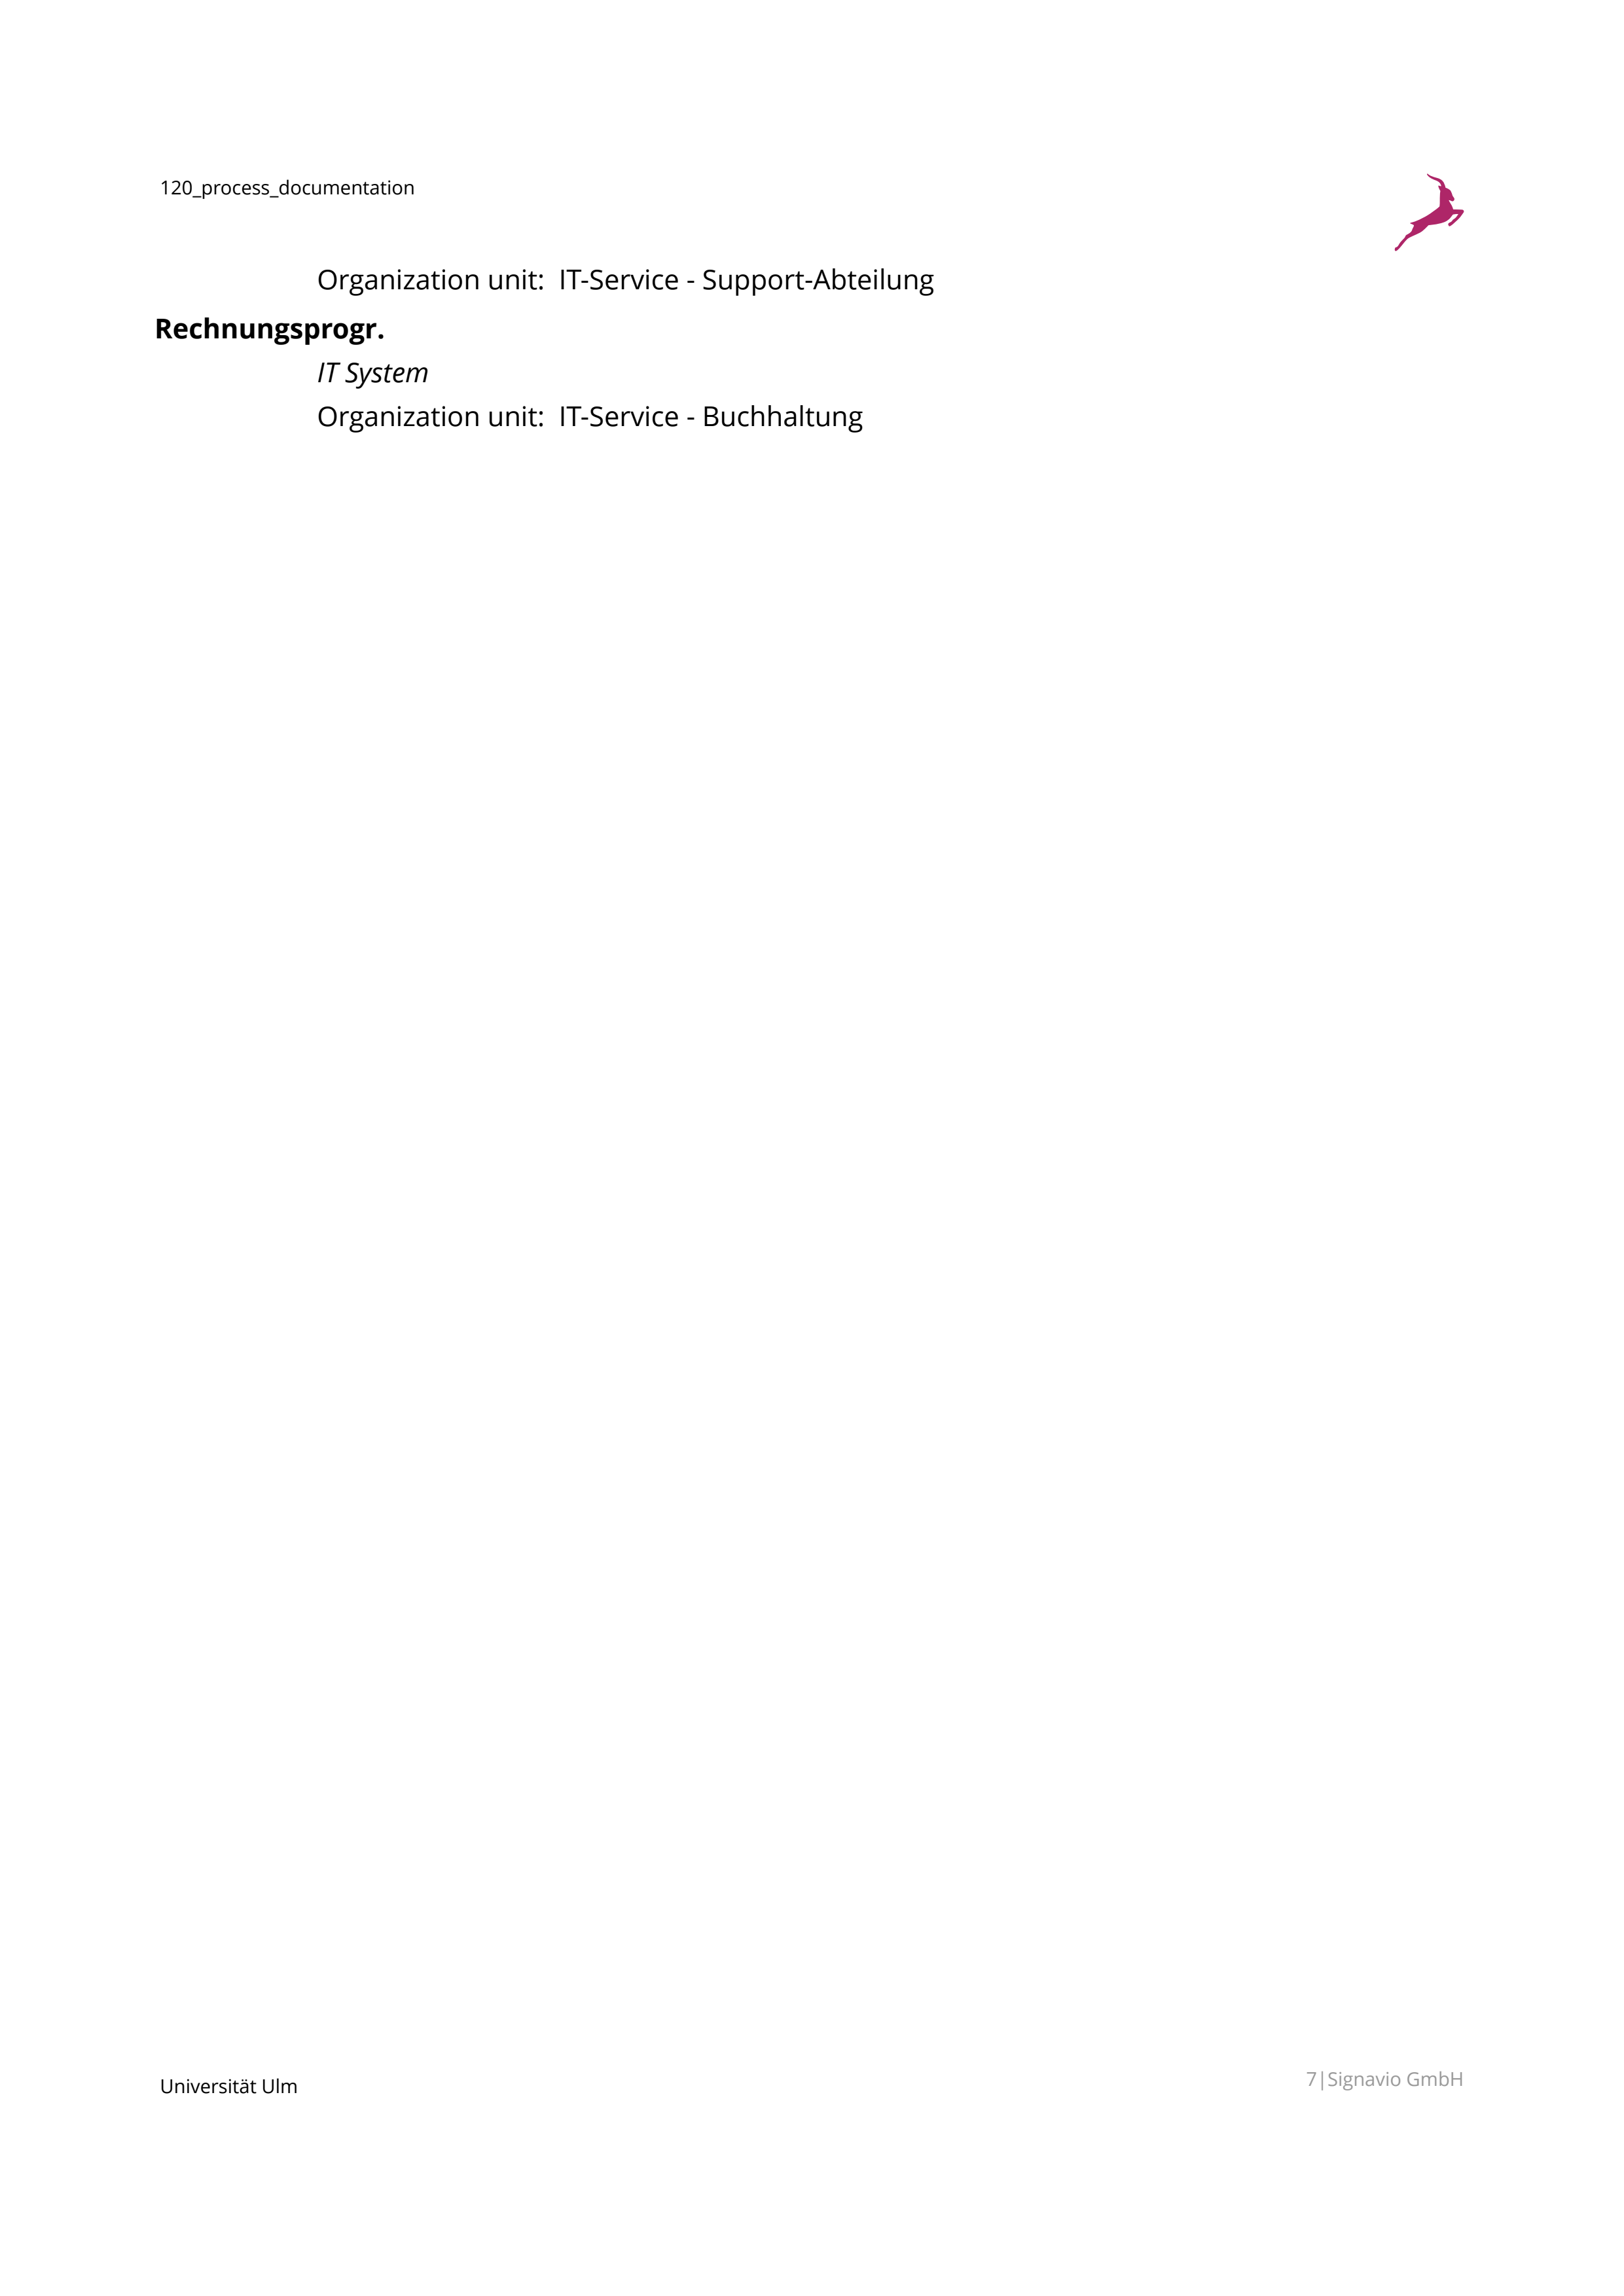 120_process_documentation
Organization unit: IT-Service - Support-Abteilung
Rechnungsprogr.
IT System
Organization unit: IT-Service - Buchhaltung
Universität Ulm
7|Signavio GmbH